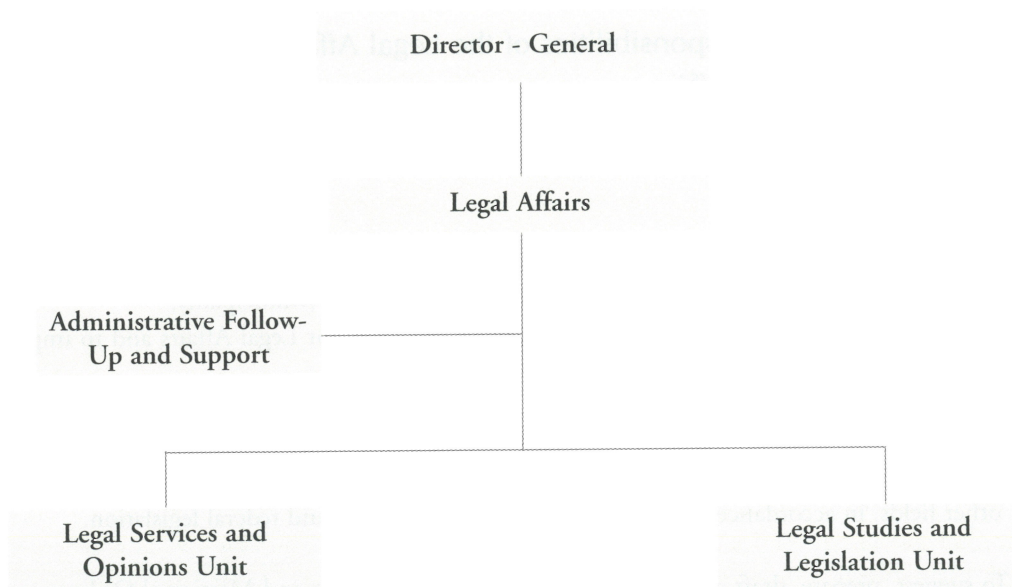 Director - General
Legal Affairs
Administrative Follow-
Up and Support
Legal Services and
Opinions Unit
Legal Studies and
Legislation Unit